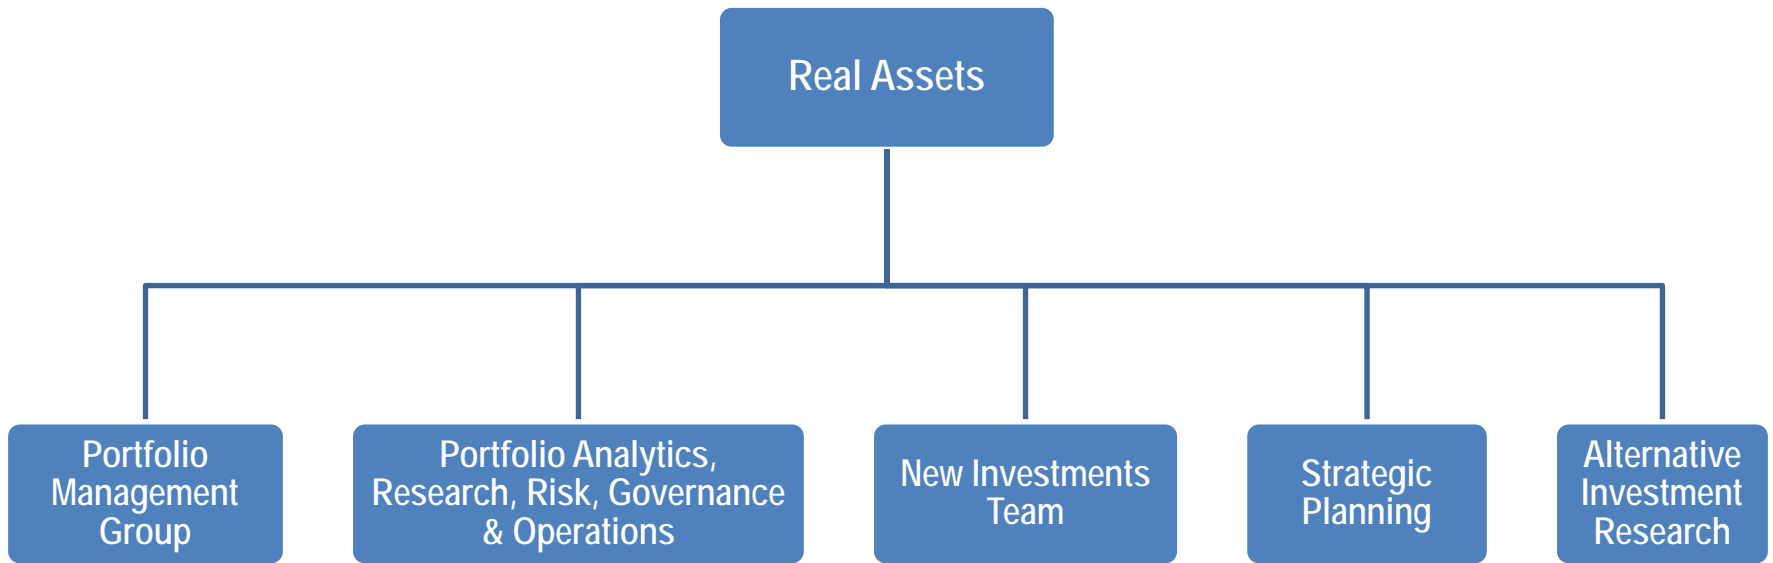 Real Assets
Portfolio
Management
Group
Portfolio Analytics,
Research, Risk, Governance
& Operations
New Investments
Team
Strategic
Planning
Alternative
Investment
Research